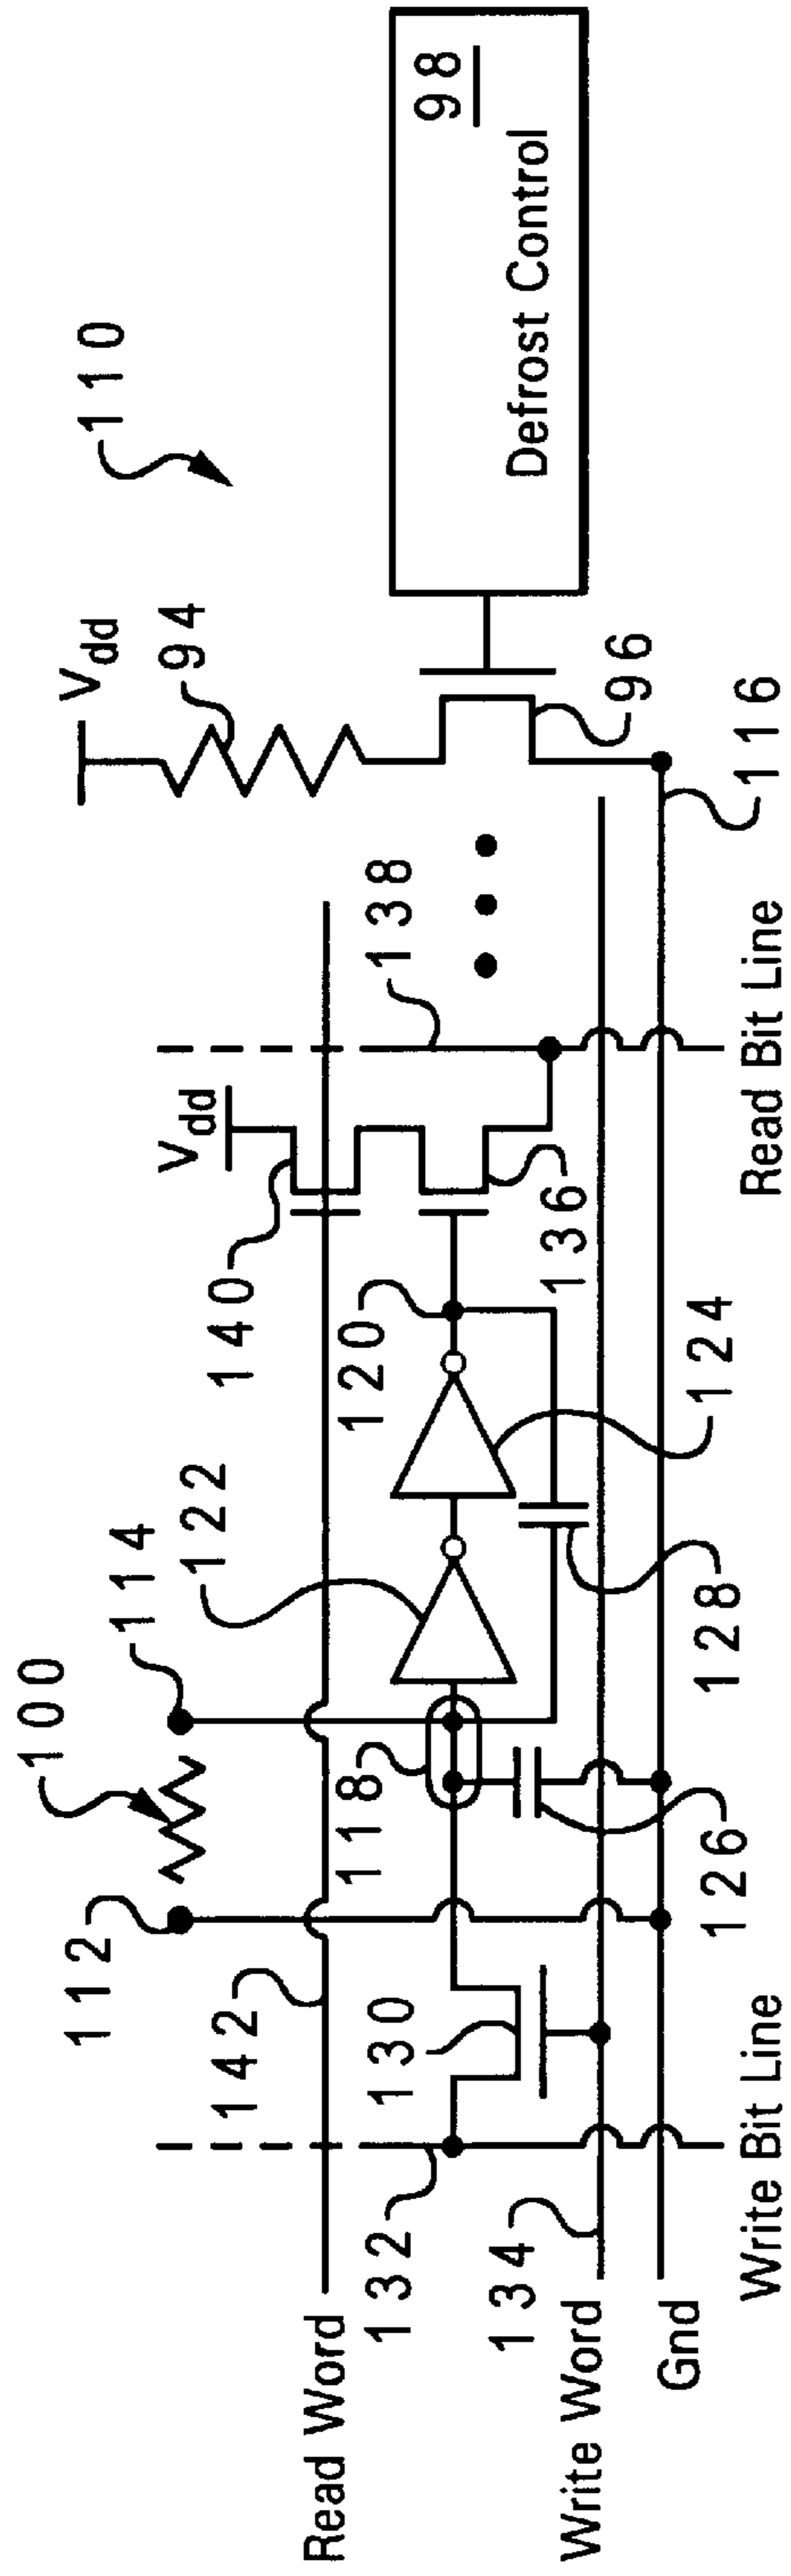 110
98
Defrost Control
Vdd
94
96
116
138
Vdd
140
136
120
Read Bit Line
122
124
114
100
128
118
126
112
142
130
132
134
Write Bit Line
Read Word
Write Word
Gnd